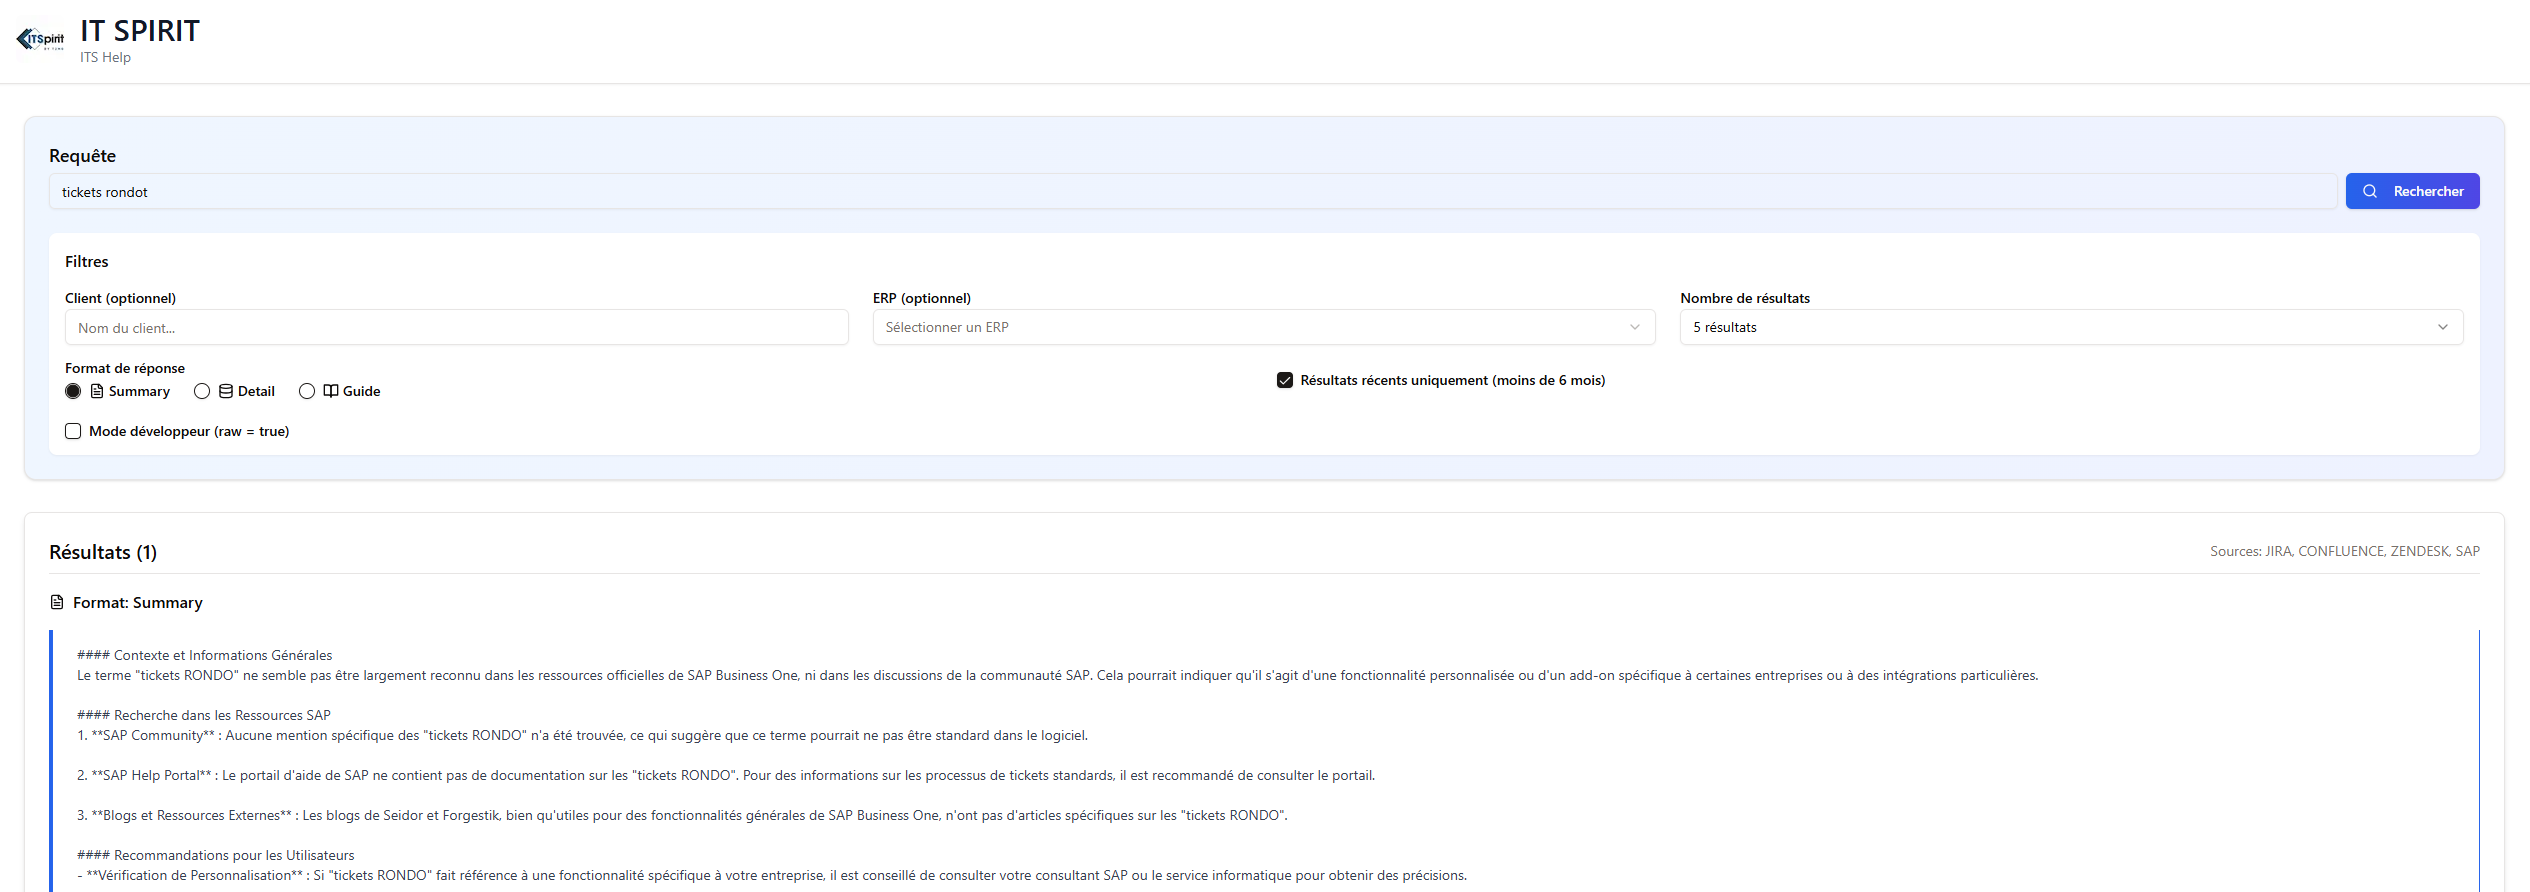 ITSpirit
IT SPIRIT
ITS Help
Requête
tickets rondot
Rechercher
Filtres
Client (optionnel)
ERP (optionnel)
Nombre de résultats
Nom du client...
Sélectionner un ERP
5 résultats
Format de réponse
Summary
Detail
Guide
Résultats récents uniquement (moins de 6 mois)
Mode développeur (raw = true)
Résultats (1)
Sources: JIRA, CONFLUENCE, ZENDESK, SAP
Format: Summary
#### Contexte et Informations Générales
Le terme "tickets RONDO" ne semble pas être largement reconnu dans les ressources officielles de SAP Business One, ni dans les discussions de la communauté SAP. Cela pourrait indiquer qu'il s'agit d'une fonctionnalité personnalisée ou d'un add-on spécifique à certaines entreprises ou à des intégrations particulières.
#### Recherche dans les Ressources SAP
1. **SAP Community** : Aucune mention spécifique des "tickets RONDO" n'a été trouvée, ce qui suggère que ce terme pourrait ne pas être standard dans le logiciel.
2. **SAP Help Portal** : Le portail d'aide de SAP ne contient pas de documentation sur les "tickets RONDO". Pour des informations sur les processus de tickets standards, il est recommandé de consulter le portail.
3. **Blogs et Ressources Externes** : Les blogs de Seidor et Forgestik, bien qu'utiles pour des fonctionnalités générales de SAP Business One, n'ont pas d'articles spécifiques sur les "tickets RONDO".
#### Recommandations pour les Utilisateurs
- **Vérification de Personnalisation** : Si "tickets RONDO" fait référence à une fonctionnalité spécifique à votre entreprise, il est conseillé de consulter votre consultant SAP ou le service informatique pour obtenir des précisions.